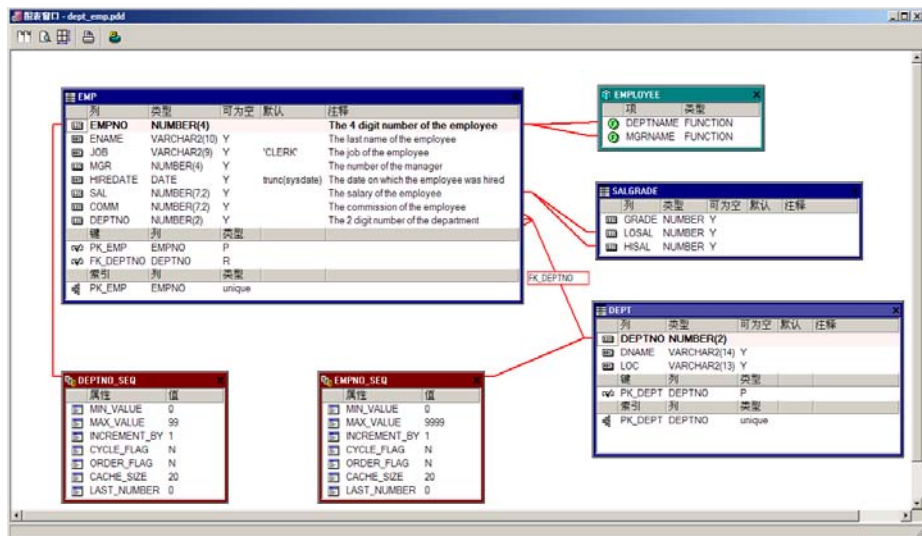 配表窗口 - dept_emp.pdd
EMP
列 类型 可为空 默认 注释
EMPNO NUMBER(4) The 4 digit number of the employee
ENAME VARCHAR2(10) Y The last name of the employee
JOB VARCHAR2(9) Y 'CLERK' The job of the employee
MGR NUMBER(4) Y The number of the manager
HIREDATE DATE Y trunc(sysdate) The date on which the employee was hired
SAL NUMBER(7,2) Y The salary of the employee
COMM NUMBER(7,2) Y The commission of the employee
DEPTNO NUMBER(2) Y The 2 digit number of the department
键 列 类型
PK_EMP EMPNO P
FK_DEPTNO DEPTNO R
索引 列 类型
PK_EMP EMPNO unique
EMPLOYEE
项 类型
DEPTNAME FUNCTION
MGRNAME FUNCTION
SALGRADE
列 类型 可为空 默认 注释
GRADE NUMBER Y
LOSAL NUMBER Y
HISAL NUMBER Y
FK_DEPTNO
DEPT
列 类型 可为空 默认 注释
DEPTNO NUMBER(2)
DNAME VARCHAR2(14) Y
LOC VARCHAR2(13) Y
键 列 类型
PK_DEPT DEPTNO P
索引 列 类型
PK_DEPT DEPTNO unique
DEPTNO_SEQ
属性 值
MIN_VALUE 0
MAX_VALUE 99
INCREMENT_BY 1
CYCLE_FLAG N
ORDER_FLAG N
CACHE_SIZE 20
LAST_NUMBER 0
EMPNO_SEQ
属性 值
MIN_VALUE 0
MAX_VALUE 9999
INCREMENT_BY 1
CYCLE_FLAG N
ORDER_FLAG N
CACHE_SIZE 20
LAST_NUMBER 0